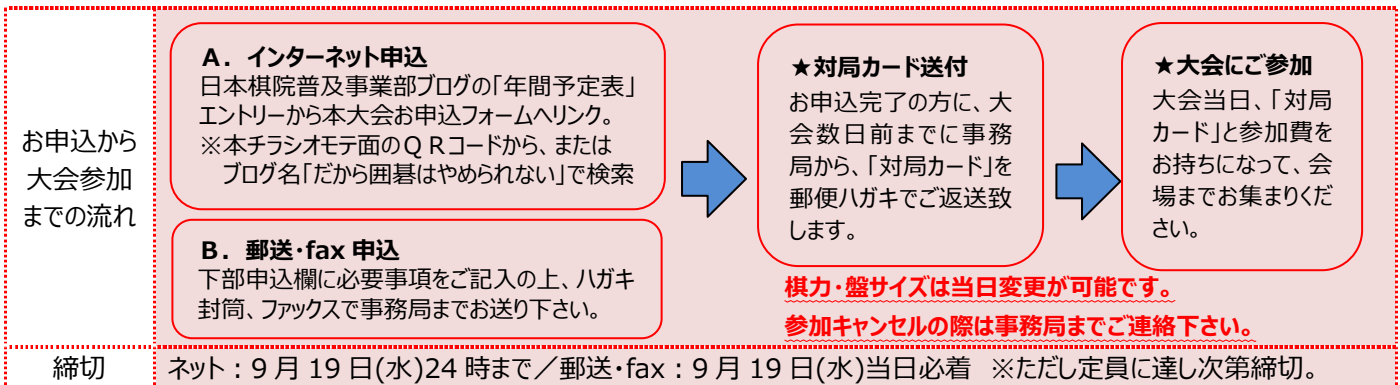 お申込から
大会参加
までの流れ
A．インターネット申込
日本棋院普及事業部ブログの「年間予定表」
エントリーから本大会お申込フォームへリンク。
※本チラシオモテ面のＱＲコードから、または
ブログ名「だから囲碁はやめられない」で検索
B．郵送・fax 申込
下部申込欄に必要事項をご記入の上、ハガキ
封筒、ファックスで事務局までお送り下さい。
★対局カード送付
お申込完了の方に、大
会数日前までに事務
局から、「対局カード」を
郵便ハガキでご返送致
します。
★大会にご参加
大会当日、「対局
カード」と参加費を
お持ちになって、会
場までお集まりくだ
さい。
棋力・盤サイズは当日変更が可能です。
参加キャンセルの際は事務局までご連絡下さい。
締切
ネット：9 月 19 日(水)24 時まで／郵送・fax：9 月 19 日(水)当日必着 ※ただし定員に達し次第締切。